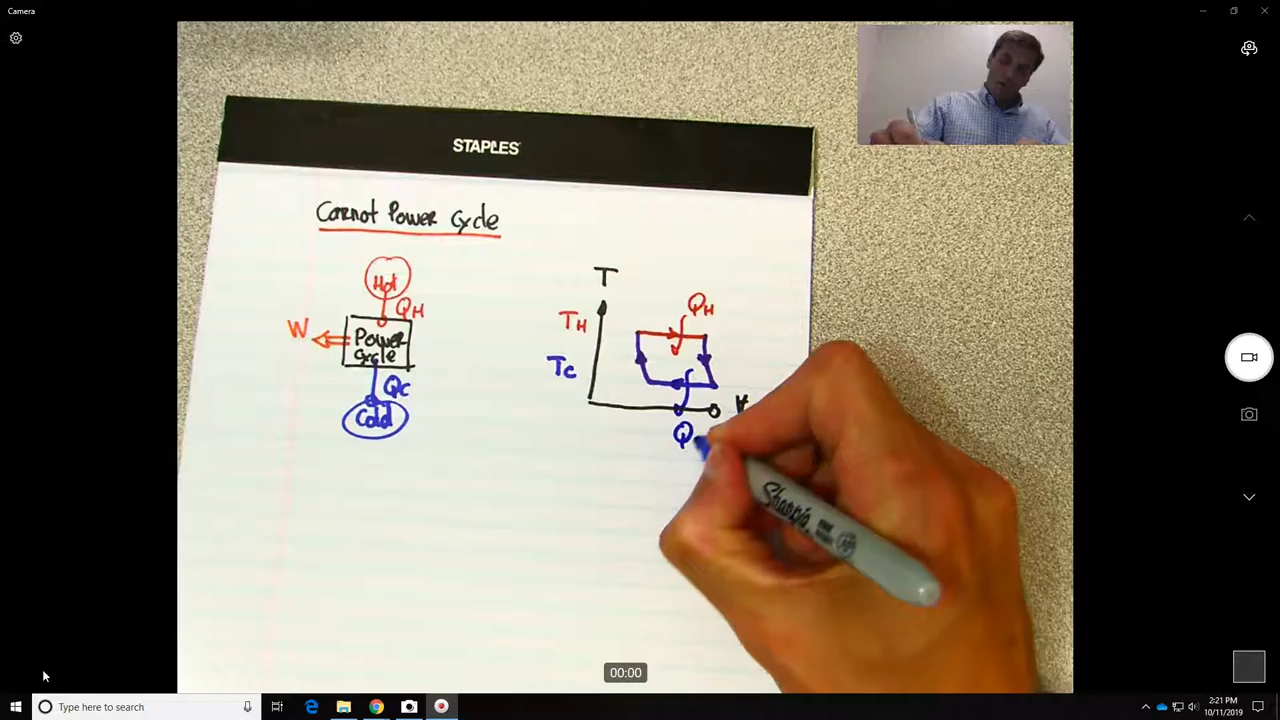 Camera
STAPLES
Carnot Power Cycle
Hot
QH
W
Power
Cycle
QC
Cold
T
TH
QH
TC
V
Q
Sharpie
00:00
Type here to search
2:21 PM
10/11/2019